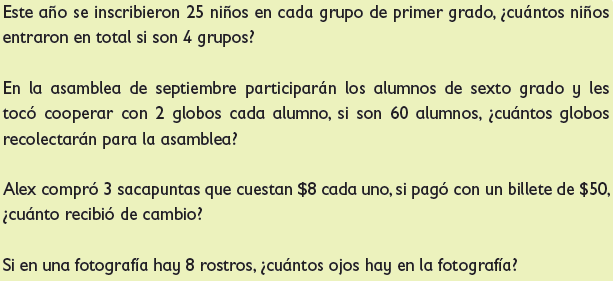 Este año se inscribieron 25 niños en cada grupo de primer grado, ¿cuántos niños
entraron en total si son 4 grupos?
En la asamblea de septiembre participarán los alumnos de sexto grado y les
tocó cooperar con 2 globos cada alumno, si son 60 alumnos, ¿cuántos globos
recolectarán para la asamblea?
Alex compró 3 sacapuntas que cuestan $8 cada uno, si pagó con un billete de $50,
¿cuánto recibió de cambio?
Si en una fotografía hay 8 rostros, ¿cuántos ojos hay en la fotografía?